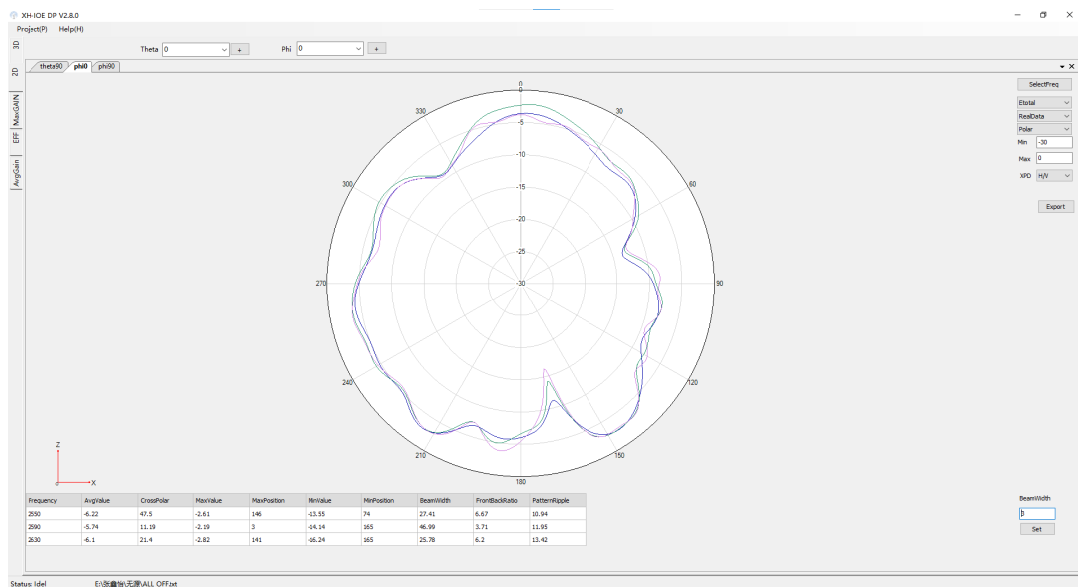 XH-IOE DP V2.8.0
Project(P) Help(H)
Theta 0 + Phi 0 +
3D
2D
MaxGAIN
EFF
AvgGain
theta90 phi0 phi90
SelectFreq
Etotal
RealData
Polar
Min -30
Max 0
XPD H/V
Export
0
0
-5
-10
-15
-20
-25
-30
30
60
90
120
150
180
210
240
270
300
330
Z
X
Frequency AvgValue CrossPolar MaxValue MaxPosition MinValue MinPosition BeamWidth FrontBackRatio PatternRipple
2550 -6.22 47.5 -2.61 146 -13.55 74 27.41 6.67 10.94
2590 -5.74 11.19 -2.19 3 -14.14 165 46.99 3.71 11.95
2630 -6.1 21.4 -2.82 141 -16.24 165 25.78 6.2 13.42
BeamWidth
3
Set
Status: Idel E:\张鑫怡\无源\ALL OFF.txt